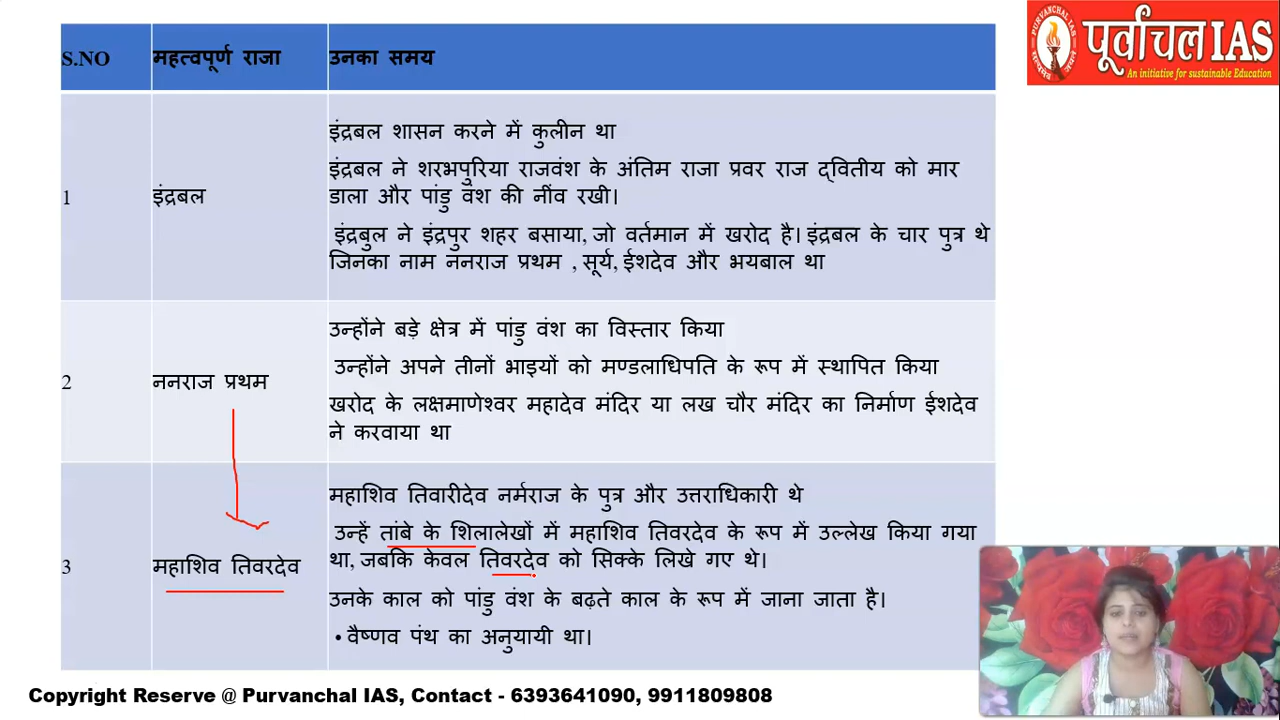 S.NO महत्वपूर्ण राजा उनका समय
1 इंद्रबल
इंद्रबल शासन करने में कुलीन था
इंद्रबल ने शरभपुरिया राजवंश के अंतिम राजा प्रवर राज द्वितीय को मार
डाला और पांडु वंश की नींव रखी।
इंद्रबुल ने इंद्रपुर शहर बसाया, जो वर्तमान में खरोद है। इंद्रबल के चार पुत्र थे
जिनका नाम ननराज प्रथम , सूर्य, ईशदेव और भयबाल था
2 ननराज प्रथम
उन्होंने बड़े क्षेत्र में पांडु वंश का विस्तार किया
उन्होंने अपने तीनों भाइयों को मण्डलाधिपति के रूप में स्थापित किया
खरोद के लक्षमाणेश्वर महादेव मंदिर या लख चौर मंदिर का निर्माण ईशदेव
ने करवाया था
3 महाशिव तिवरदेव
महाशिव तिवारीदेव नर्मराज के पुत्र और उत्तराधिकारी थे
उन्हें तांबे के शिलालेखों में महाशिव तिवरदेव के रूप में उल्लेख किया गया
था, जबकि केवल तिवरदेव को सिक्के लिखे गए थे।
उनके काल को पांडु वंश के बढ़ते काल के रूप में जाना जाता है।
• वैष्णव पंथ का अनुयायी था।
PURVANCHAL IAS
पूर्वांचल IAS
An initiative for sustainable Education
Copyright Reserve @ Purvanchal IAS, Contact - 6393641090, 9911809808